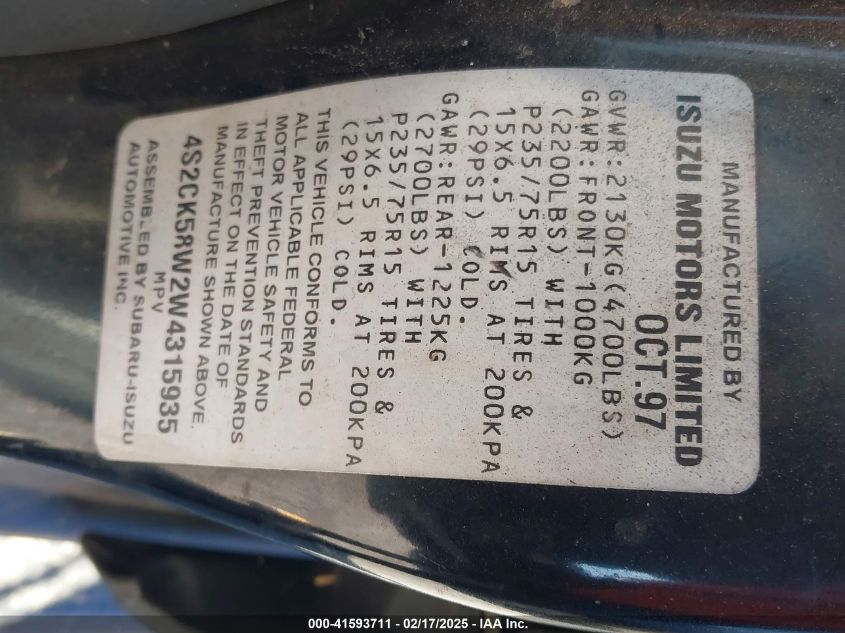 MANUFACTURED BY
ISUZU MOTORS LIMITED
OCT.97
GVWR:2130KG(4700LBS)
GAWR:FRONT-1000KG
(2200LBS) WITH
P235/75R15 TIRES &
15X6.5 RIMS AT 200KPA
(29PSI) COLD.
GAWR:REAR-1225KG
(2700LBS) WITH
P235/75R15 TIRES &
15X6.5 RIMS AT 200KPA
(29PSI) COLD.
THIS VEHICLE CONFORMS TO
ALL APPLICABLE FEDERAL
MOTOR VEHICLE SAFETY AND
THEFT PREVENTION STANDARDS
IN EFFECT ON THE DATE OF
MANUFACTURE SHOWN ABOVE.
4S2CK58W2W4315935
MPV
ASSEMBLED BY SUBARU-ISUZU
AUTOMOTIVE INC.
000-41593711 - 02/17/2025 - IAA Inc.